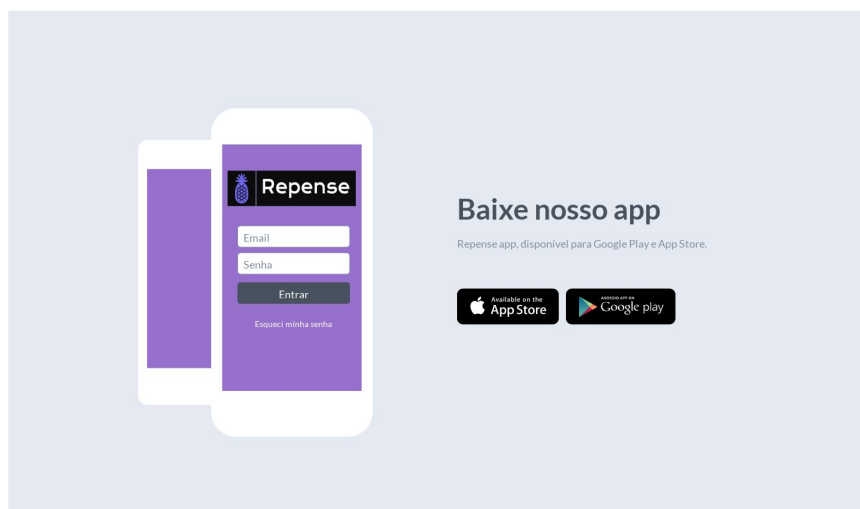 Repense
Email
Senha
Entrar
Esqueci minha senha
Baixe nosso app
Repense app, disponível para Google Play e App Store.
Available on the
App Store
ANDROID APP ON
Google play